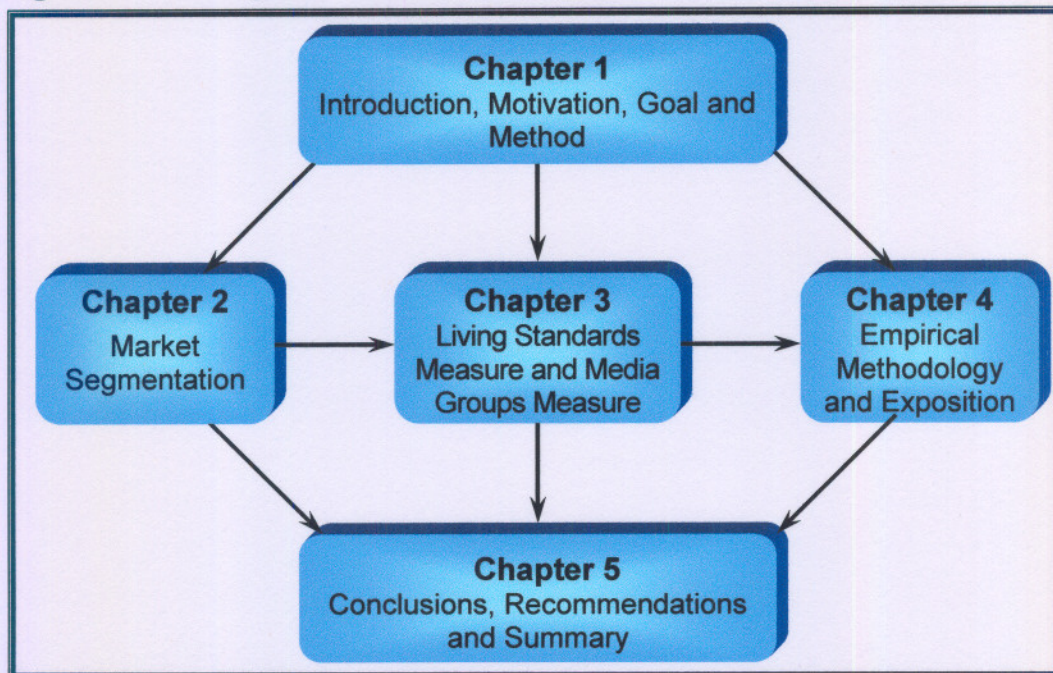 Chapter 1
Introduction, Motivation, Goal and
Method
Chapter 2
Market
Segmentation
Chapter 3
Living Standards
Measure and Media
Groups Measure
Chapter 4
Empirical
Methodology
and Exposition
Chapter 5
Conclusions, Recommendations
and Summary